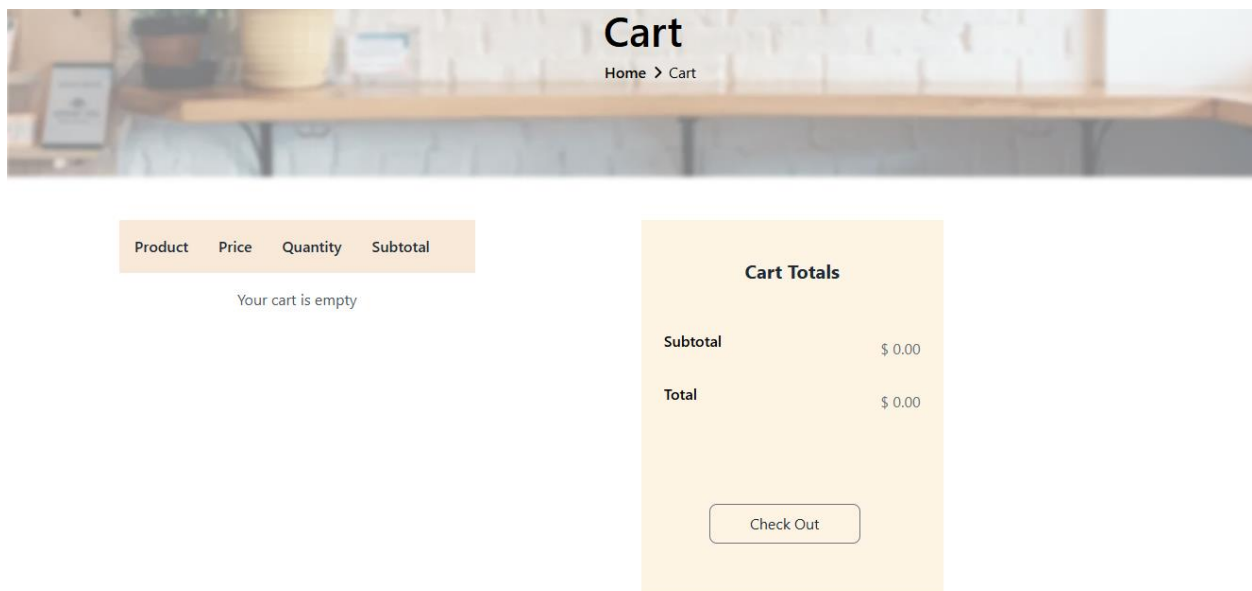 Cart
Home > Cart
Product Price Quantity Subtotal
Your cart is empty
Cart Totals
Subtotal $ 0.00
Total $ 0.00
Check Out